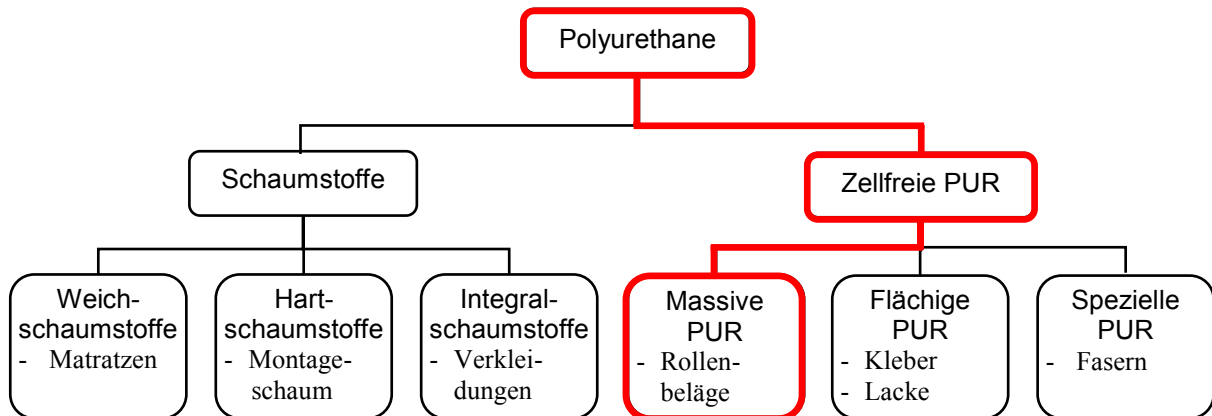 Polyurethane
Schaumstoffe
Zellfreie PUR
Weich-
schaumstoffe
- Matratzen
Hart-
schaumstoffe
- Montage-
schaum
Integral-
schaumstoffe
- Verklei-
dungen
Massive
PUR
- Rollen-
beläge
Flächige
PUR
- Kleber
- Lacke
Spezielle
PUR
- Fasern